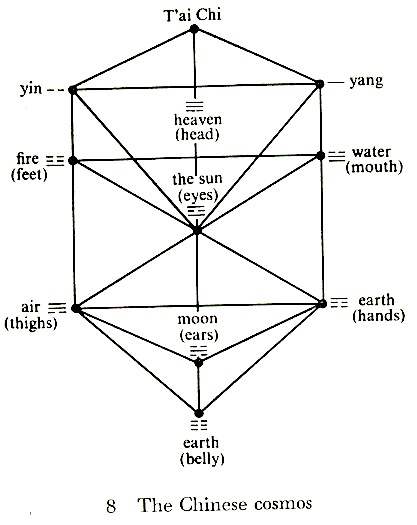 T'ai Chi
yin
yang
heaven
(head)
fire
(feet)
water
(mouth)
the sun
(eyes)
air
(thighs)
earth
(hands)
moon
(ears)
earth
(belly)
8 The Chinese cosmos